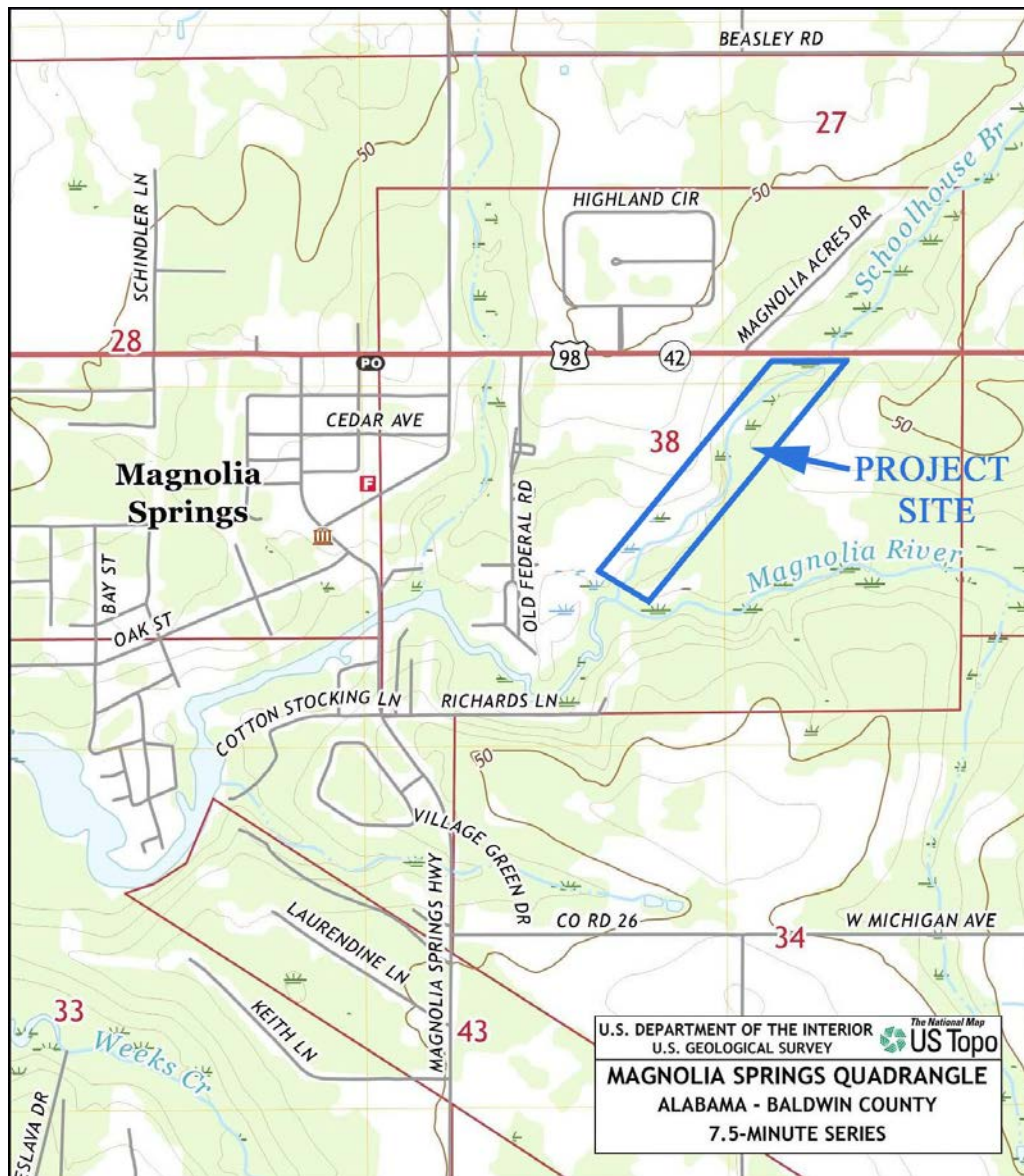 BEASLEY RD
27
50
SCHINDLER LN
HIGHLAND CIR
50
MAGNOLIA ACRES DR
Schoolhouse Br
28
PO
98
42
CEDAR AVE
38
50
PROJECT
SITE
Magnolia
Springs
F
OLD FEDERAL RD
Magnolia River
BAY ST
OAK ST
COTTON STOCKING LN
RICHARDS LN
50
VILLAGE GREEN DR
MAGNOLIA SPRINGS HWY
LAURENDINE LN
CO RD 26
W MICHIGAN AVE
34
KEITH LN
33
43
Weeks Cr
ESLAVA DR
U.S. DEPARTMENT OF THE INTERIOR
U.S. GEOLOGICAL SURVEY
The National Map
US Topo
MAGNOLIA SPRINGS QUADRANGLE
ALABAMA - BALDWIN COUNTY
7.5-MINUTE SERIES